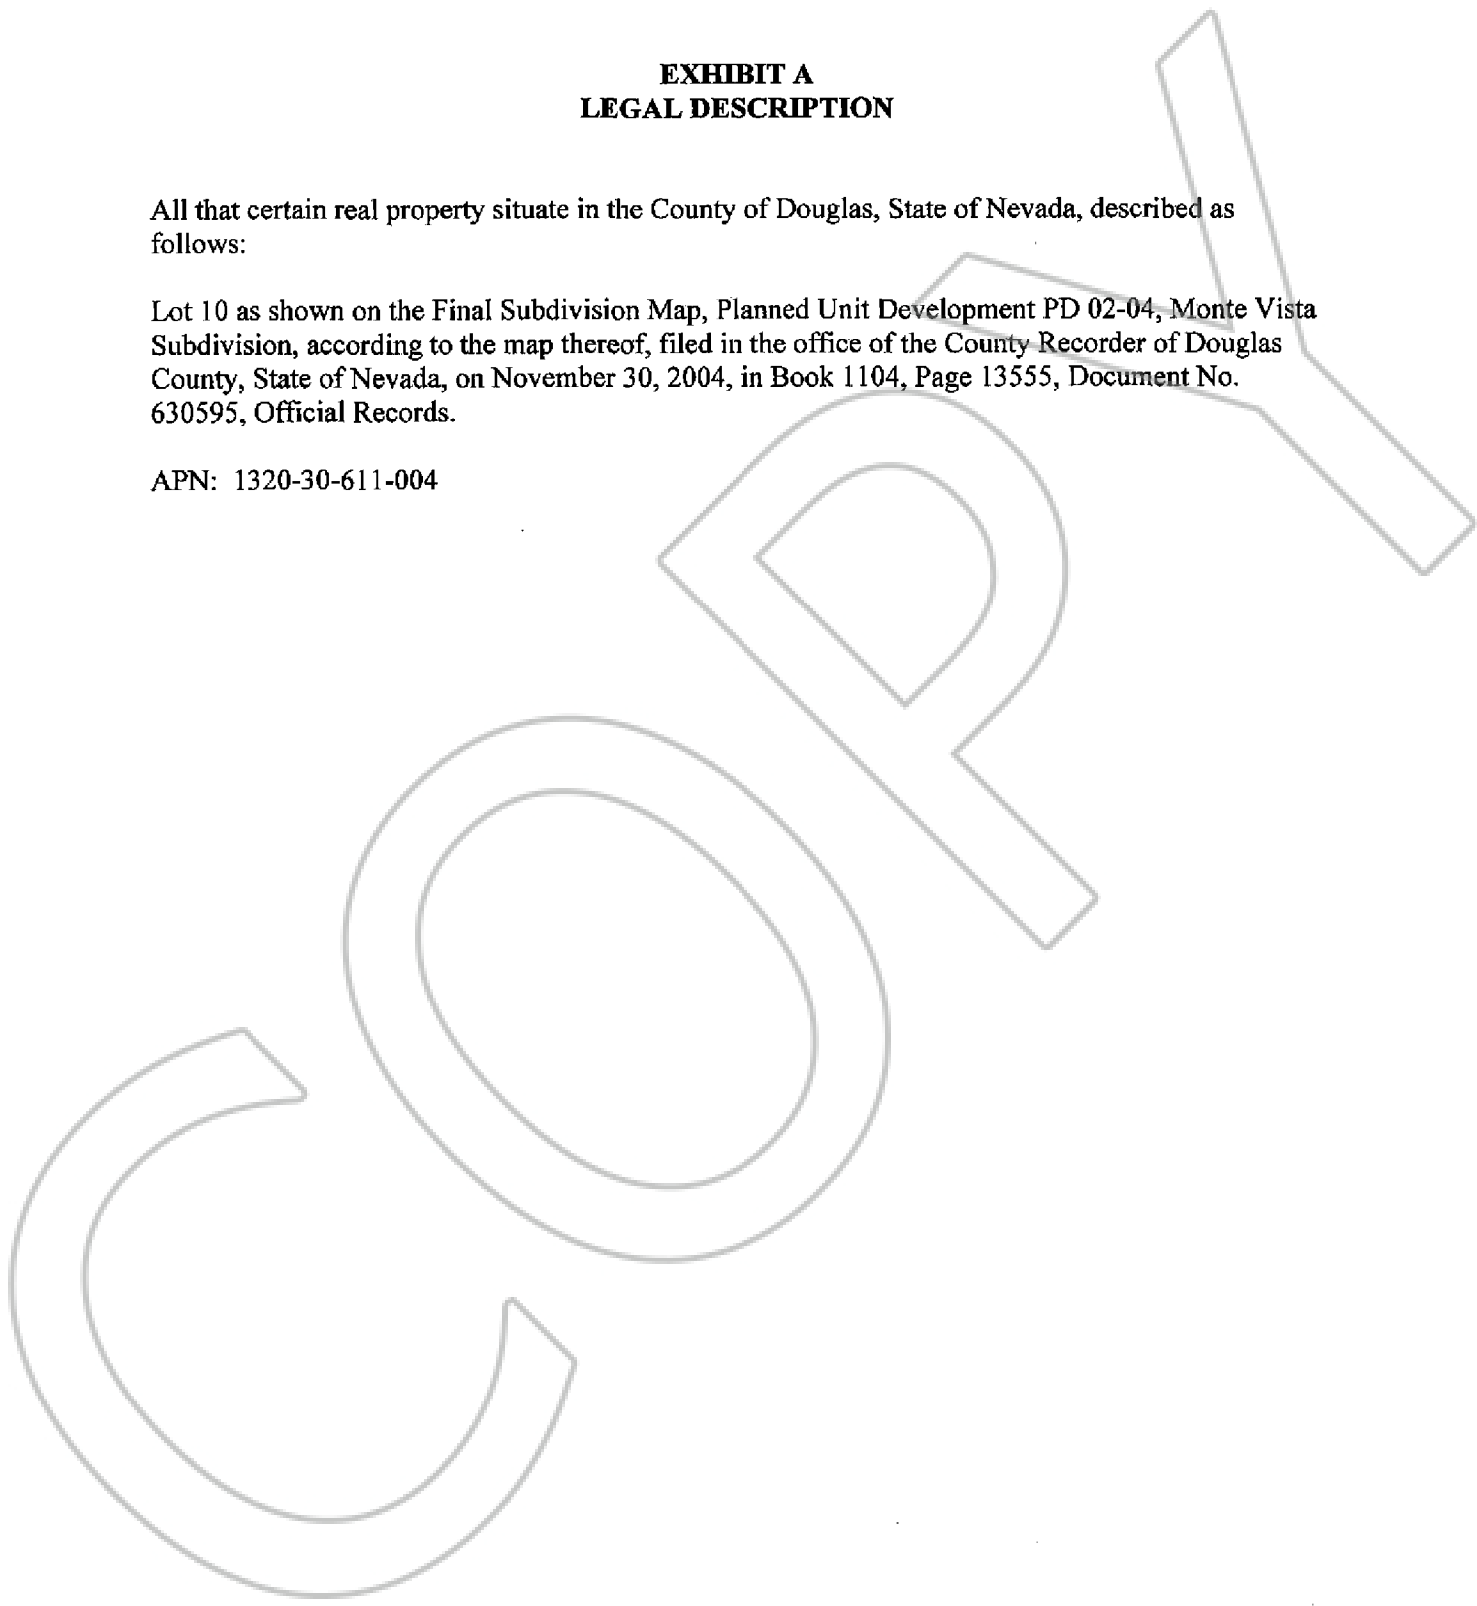 EXHIBIT A
LEGAL DESCRIPTION
All that certain real property situate in the County of Douglas, State of Nevada, described as
follows:
Lot 10 as shown on the Final Subdivision Map, Planned Unit Development PD 02-04, Monte Vista
Subdivision, according to the map thereof, filed in the office of the County Recorder of Douglas
County, State of Nevada, on November 30, 2004, in Book 1104, Page 13555, Document No.
630595, Official Records.
APN: 1320-30-611-004
COPY